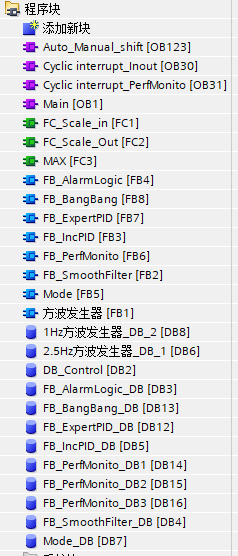 程序块
添加新块
Auto_Manual_shift [OB123]
Cyclic interrupt_Inout [OB30]
Cyclic interrupt_PerfMonito [OB31]
Main [OB1]
FC_Scale_in [FC1]
FC_Scale_Out [FC2]
MAX [FC3]
FB_AlarmLogic [FB4]
FB_BangBang [FB8]
FB_ExpertPID [FB7]
FB_IncPID [FB3]
FB_PerfMonito [FB6]
FB_SmoothFilter [FB2]
Mode [FB5]
方波发生器 [FB1]
1Hz方波发生器_DB_2 [DB8]
2.5Hz方波发生器_DB_1 [DB6]
DB_Control [DB2]
FB_AlarmLogic_DB [DB3]
FB_BangBang_DB [DB13]
FB_ExpertPID_DB [DB12]
FB_IncPID_DB [DB5]
FB_PerfMonito_DB1 [DB14]
FB_PerfMonito_DB2 [DB15]
FB_PerfMonito_DB3 [DB16]
FB_SmoothFilter_DB [DB4]
Mode_DB [DB7]